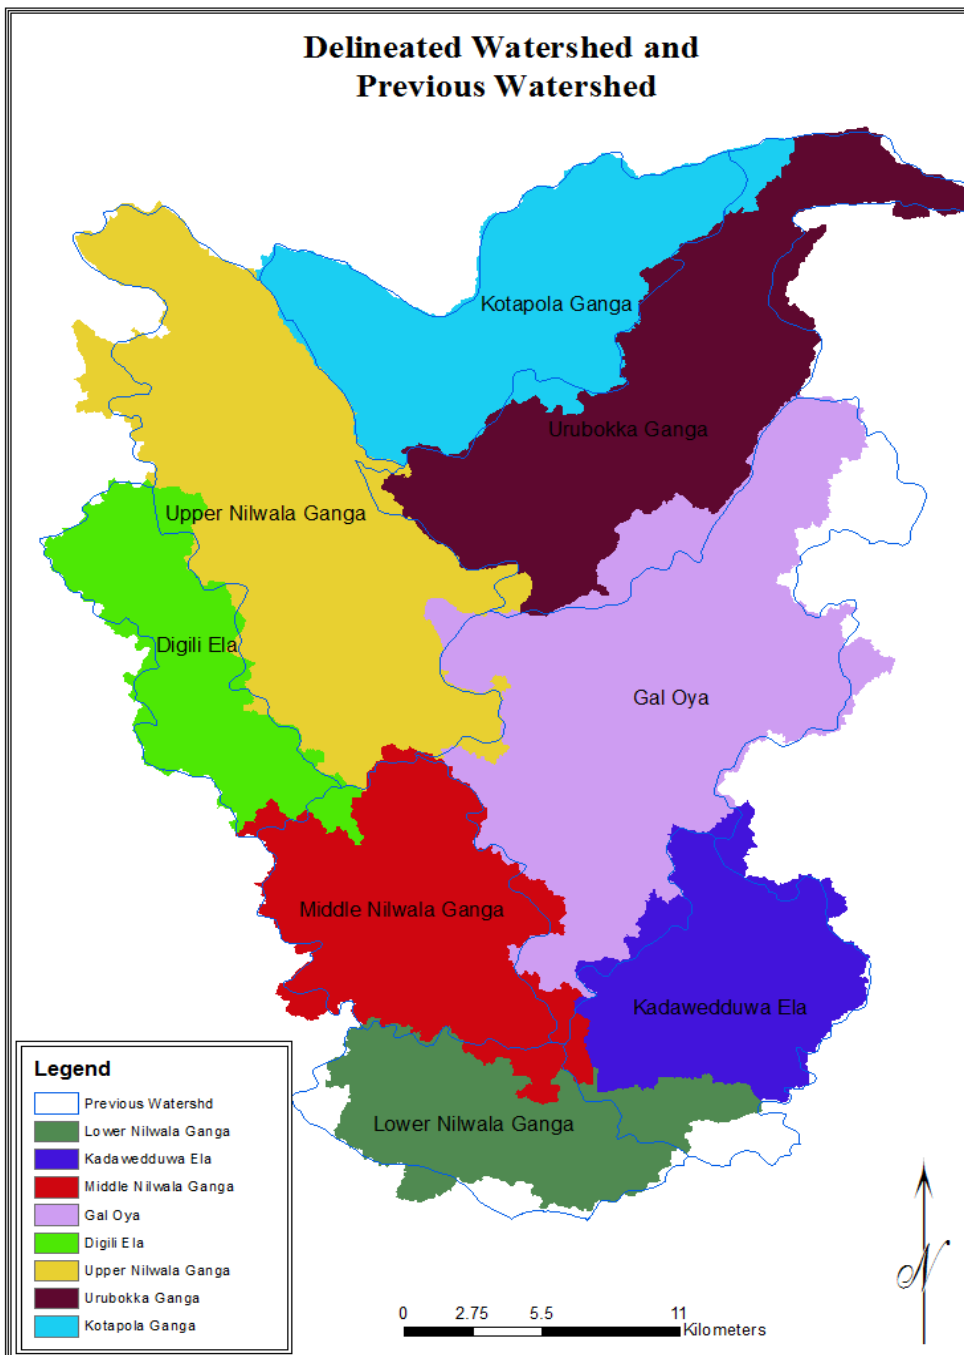 Delineated Watershed and
Previous Watershed
Kotapola Ganga
Urubokka Ganga
Upper Nilwala Ganga
Digili Ela
Gal Oya
Middle Nilwala Ganga
Kadawedduwa Ela
Lower Nilwala Ganga
Legend
Previous Watershd
Lower Nilwala Ganga
Kadawedduwa Ela
Middle Nilwala Ganga
Gal Oya
Digili Ela
Upper Nilwala Ganga
Urubokka Ganga
Kotapola Ganga
0 2.75 5.5 11
Kilometers
N